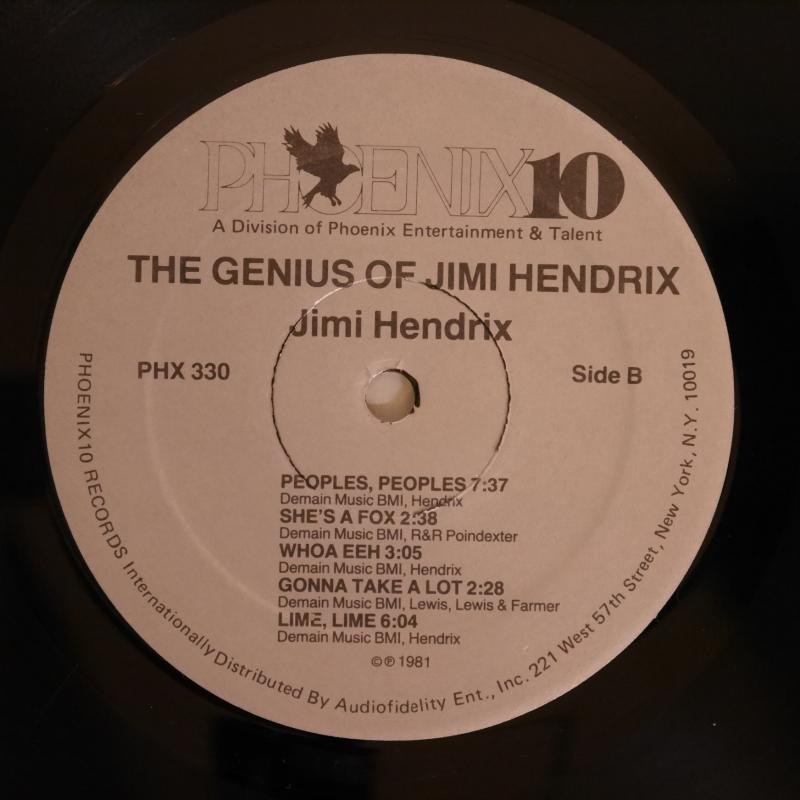 PHOENIX10
A Division of Phoenix Entertainment & Talent
THE GENIUS OF JIMI HENDRIX
Jimi Hendrix
PHX 330
Side B
PEOPLES, PEOPLES 7:37
Demain Music BMI, Hendrix
SHE'S A FOX 2:38
Demain Music BMI, R&R Poindexter
WHOA EEH 3:05
Demain Music BMI, Hendrix
GONNA TAKE A LOT 2:28
Demain Music BMI, Lewis, Lewis & Farmer
LIME, LIME 6:04
Demain Music BMI, Hendrix
©℗ 1981
PHOENIX10 RECORDS Internationally Distributed By Audiofidelity Ent., Inc. 221 West 57th Street, New York, N.Y. 10019